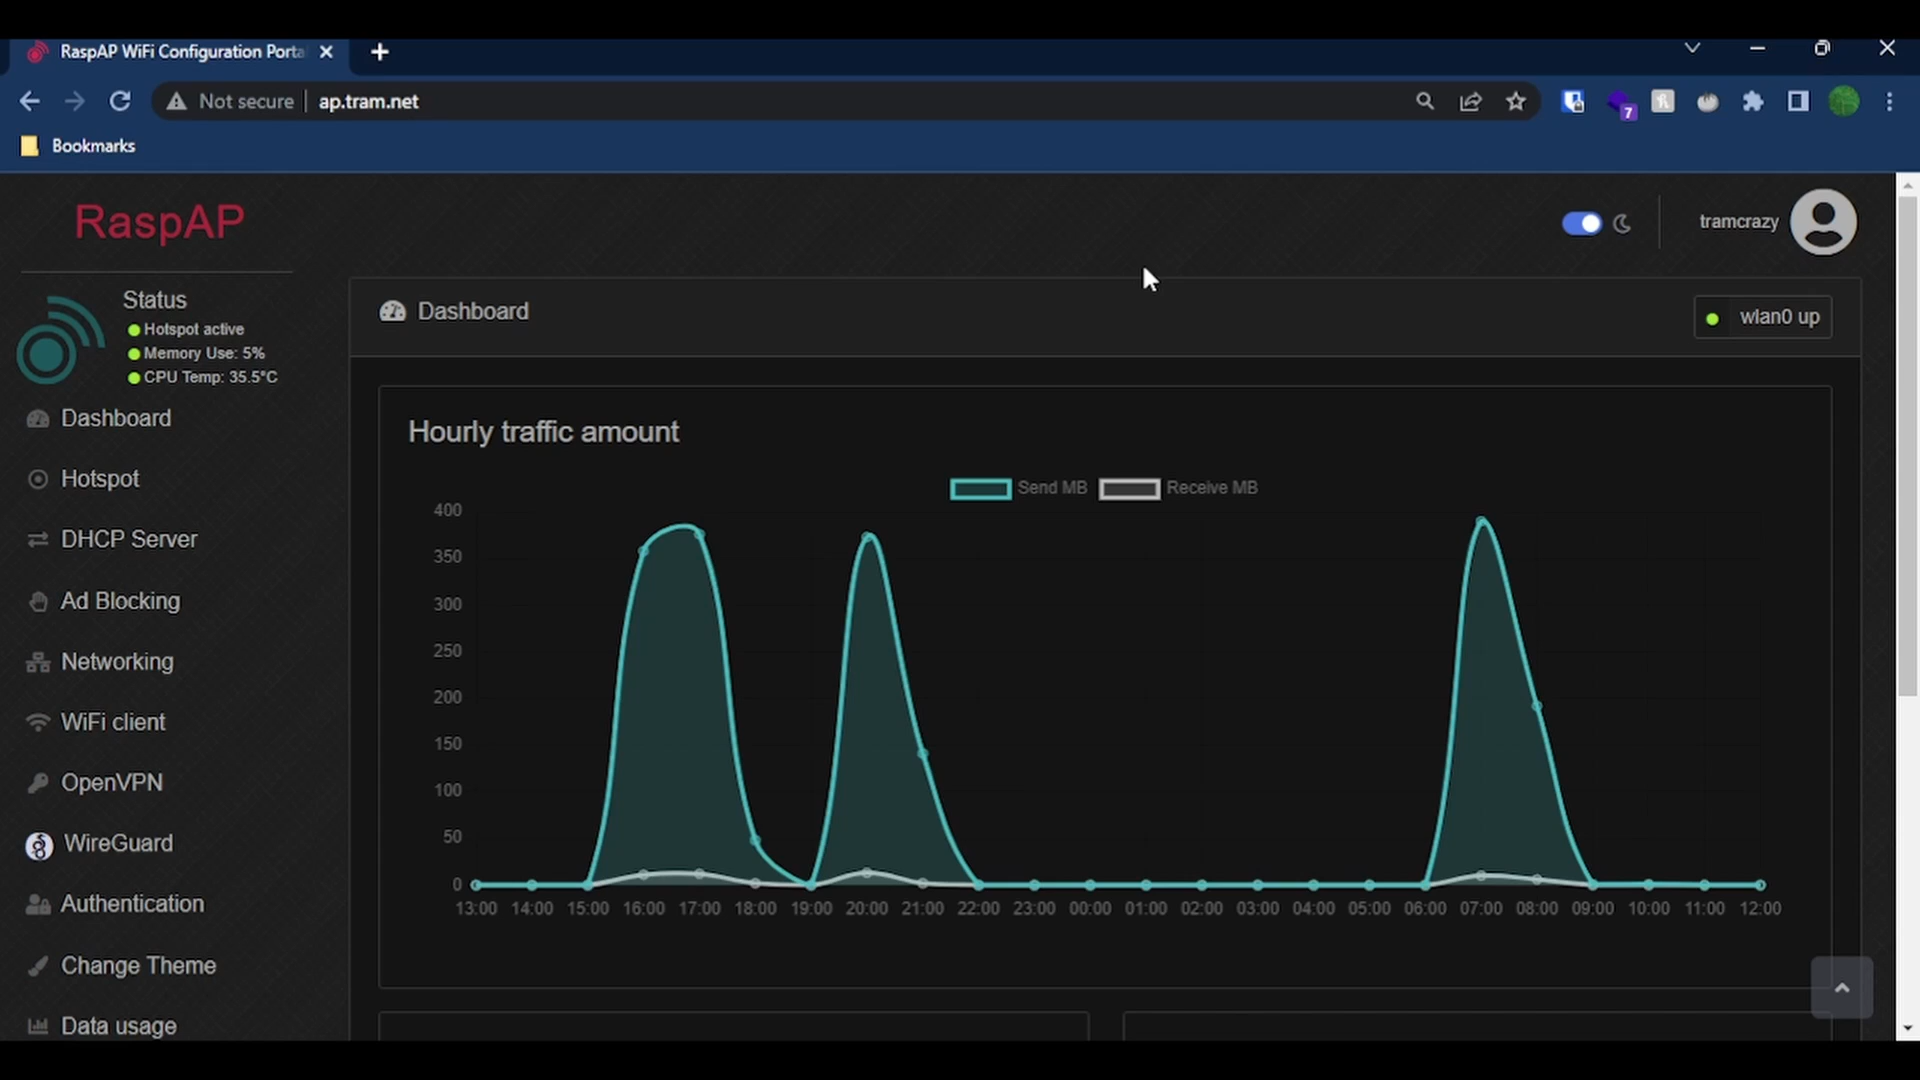 RaspAP WiFi Configuration Porta
Not secure
ap.tram.net
7
Bookmarks
RaspAP
tramcrazy
Status
Hotspot active
Memory Use: 5%
CPU Temp: 35.5°C
Dashboard
Hotspot
DHCP Server
Ad Blocking
Networking
WiFi client
OpenVPN
WireGuard
Authentication
Change Theme
Data usage
Dashboard
wlan0 up
Hourly traffic amount
Send MB
Receive MB
400
350
300
250
200
150
100
50
0
13:00 14:00 15:00 16:00 17:00 18:00 19:00 20:00 21:00 22:00 23:00 00:00 01:00 02:00 03:00 04:00 05:00 06:00 07:00 08:00 09:00 10:00 11:00 12:00